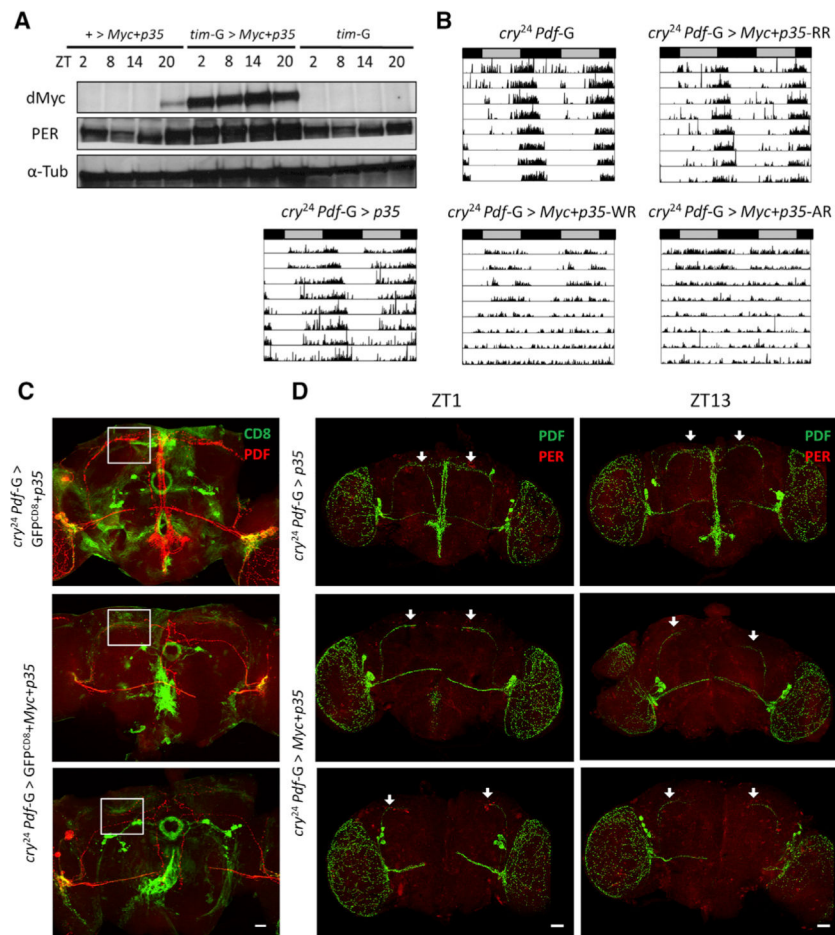 A
+ > Myc+p35 tim-G > Myc+p35 tim-G
ZT 2 8 14 20 2 8 14 20 2 8 14 20
dMyc
PER
α-Tub
B
cry24 Pdf-G
cry24 Pdf-G > Myc+p35-RR
cry24 Pdf-G > p35
cry24 Pdf-G > Myc+p35-WR
cry24 Pdf-G > Myc+p35-AR
C
CD8
PDF
cry24 Pdf-G >
GFPCD8+p35
cry24 Pdf-G > GFPCD8+Myc+p35
D
ZT1
ZT13
PDF
PER
PDF
PER
cry24 Pdf-G > p35
cry24 Pdf-G > Myc+p35